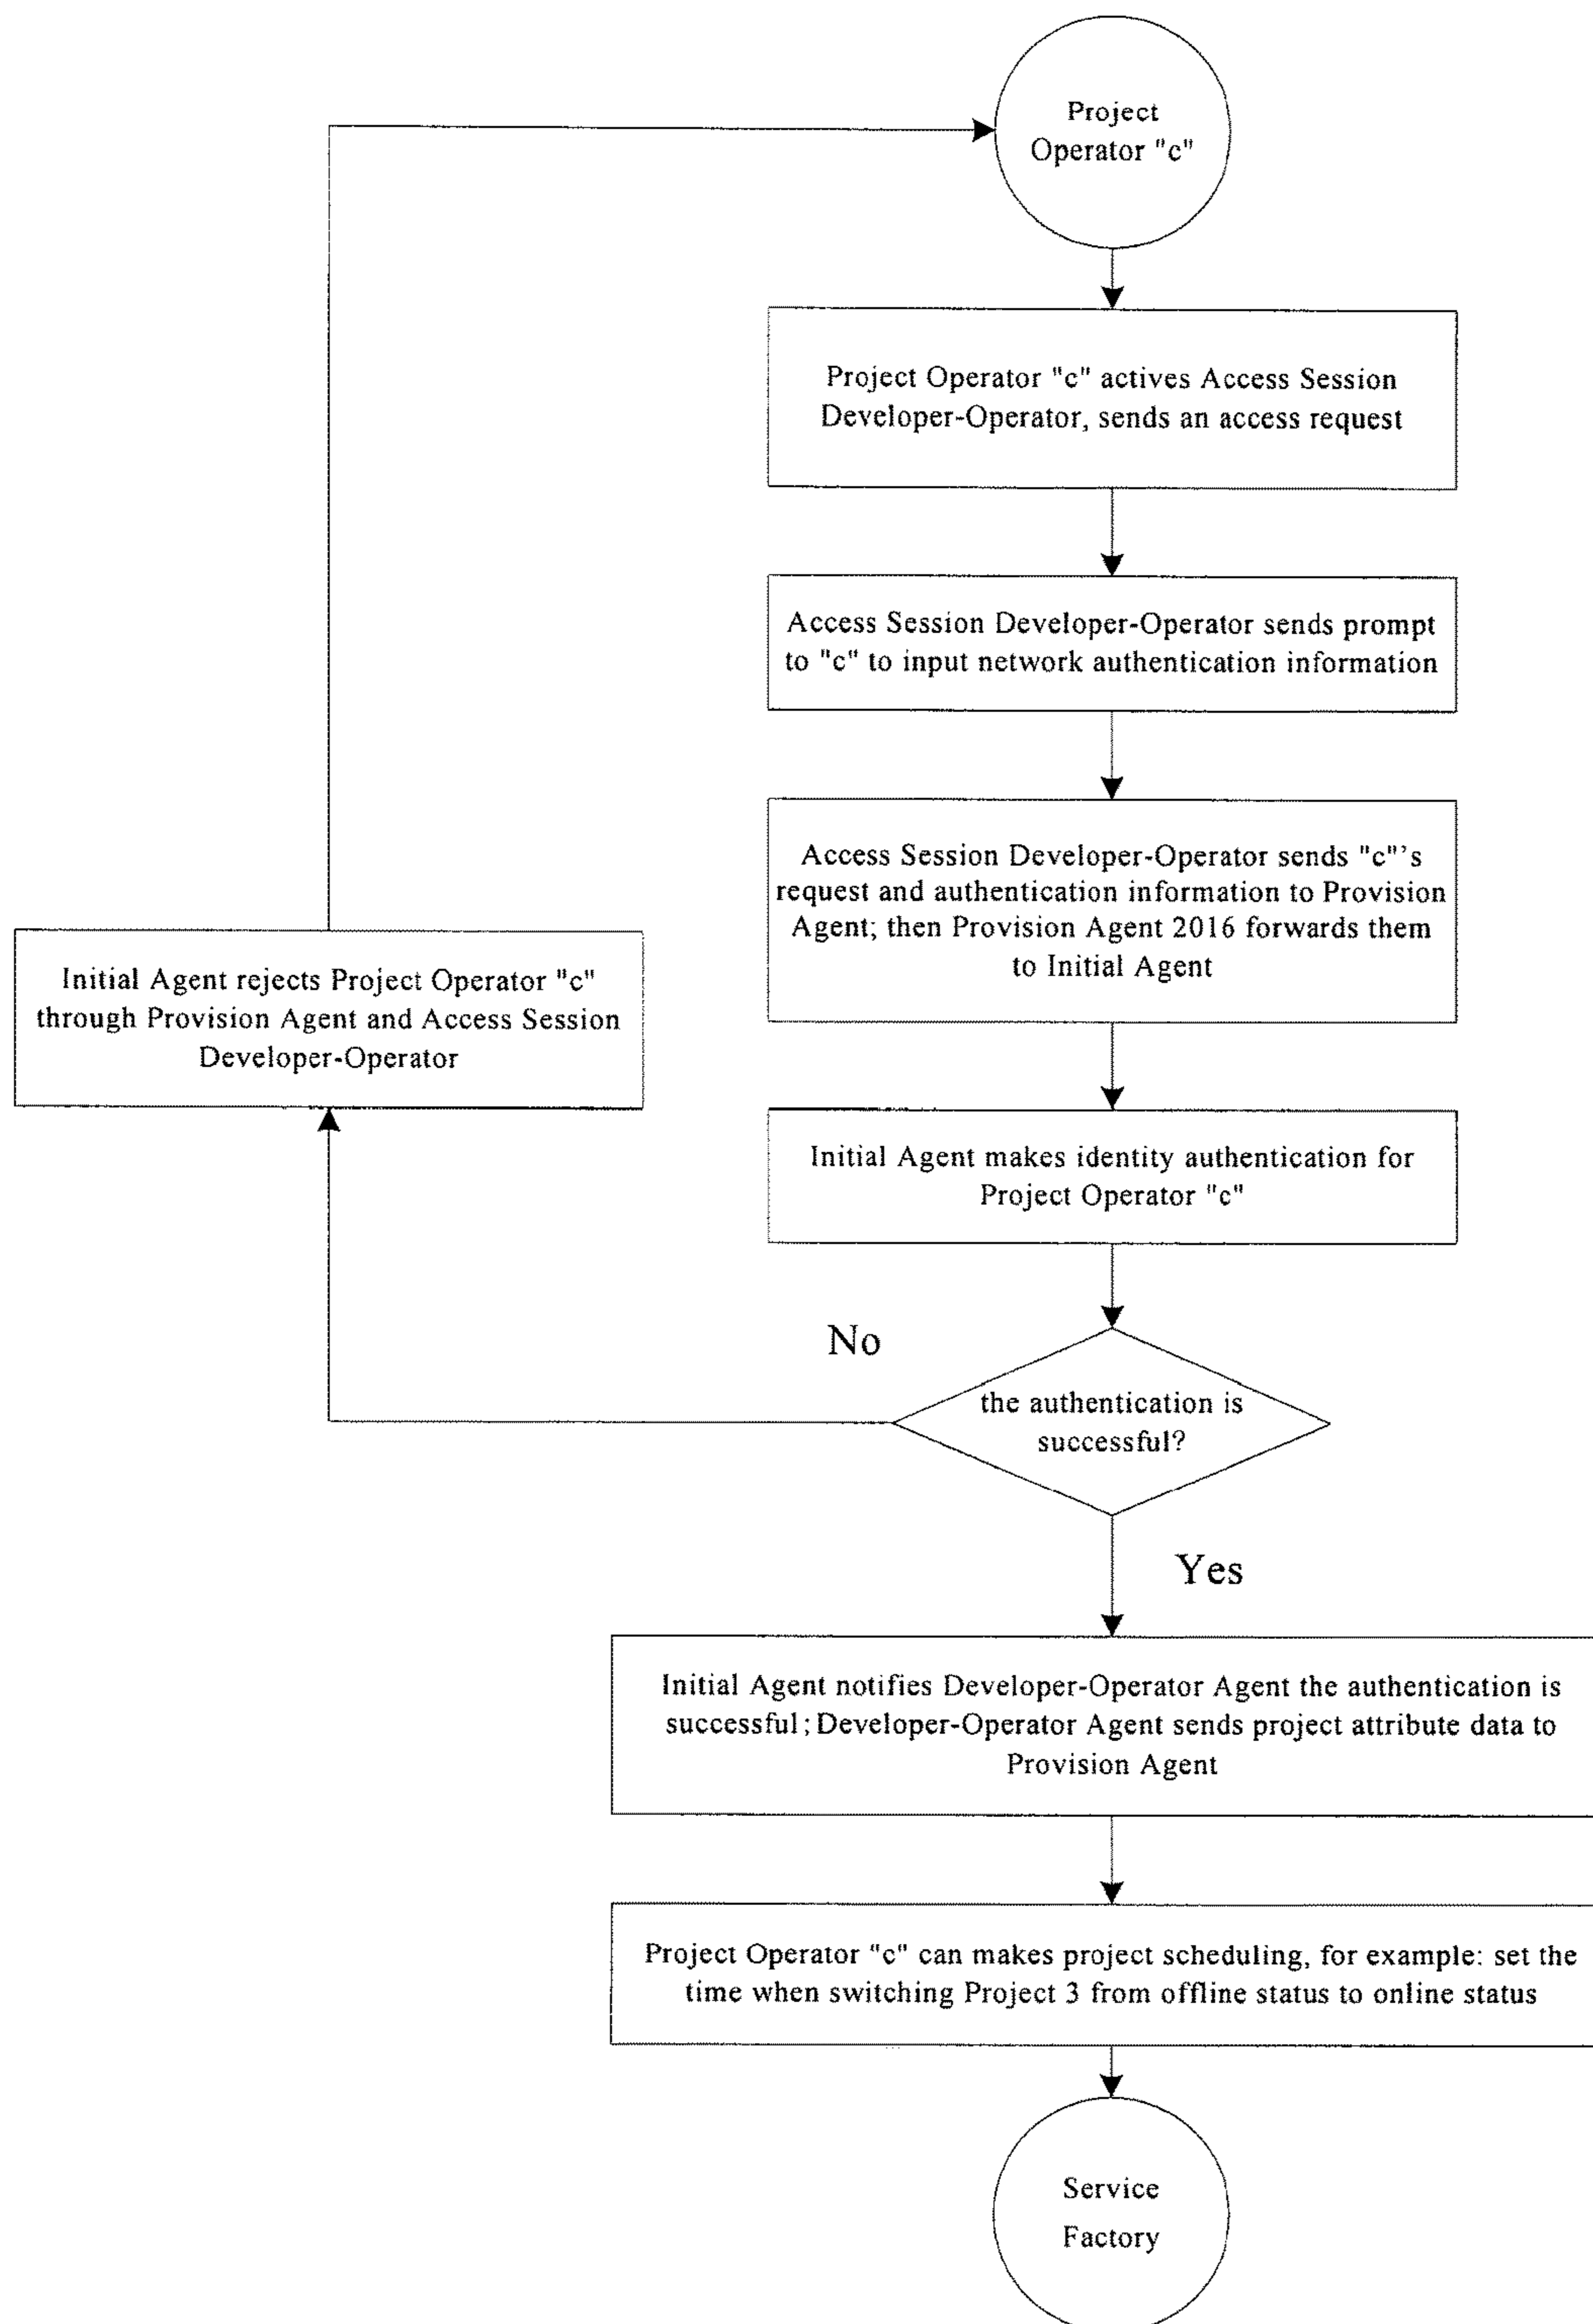 Project
Operator "c"
Project Operator "c" actives Access Session
Developer-Operator, sends an access request
Access Session Developer-Operator sends prompt
to "c" to input network authentication information
Access Session Developer-Operator sends "c"'s
request and authentication information to Provision
Agent; then Provision Agent 2016 forwards them
to Initial Agent
Initial Agent rejects Project Operator "c"
through Provision Agent and Access Session
Developer-Operator
Initial Agent makes identity authentication for
Project Operator "c"
No
the authentication is
successful?
Yes
Initial Agent notifies Developer-Operator Agent the authentication is
successful; Developer-Operator Agent sends project attribute data to
Provision Agent
Project Operator "c" can makes project scheduling, for example: set the
time when switching Project 3 from offline status to online status
Service
Factory